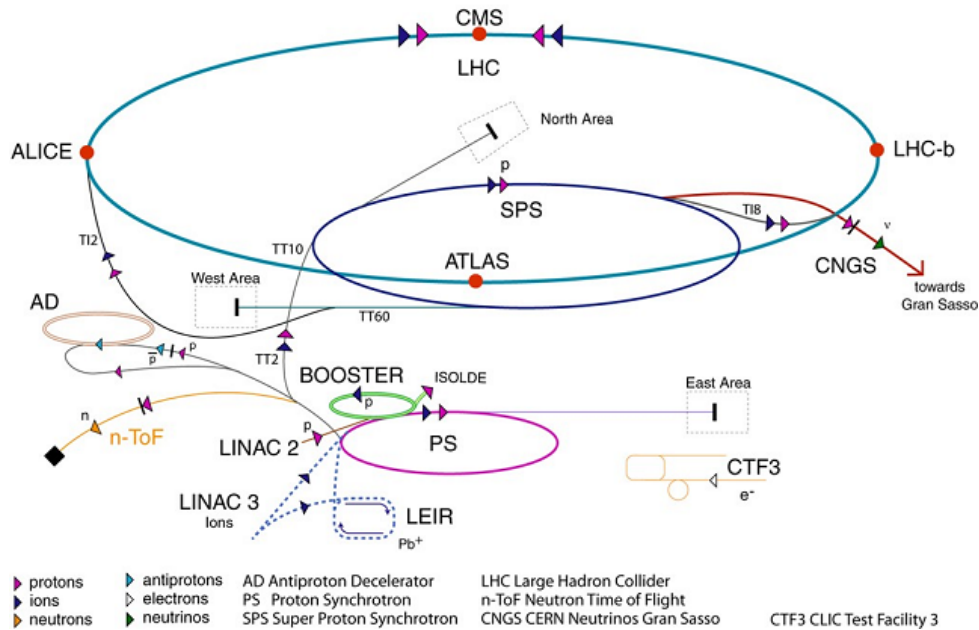 CMS
LHC
North Area
ALICE
LHC-b
p
SPS
TI8
TI2
TT10
ν
ATLAS
CNGS
West Area
towards
Gran Sasso
AD
TT60
p
p
TT2
BOOSTER
ISOLDE
p
East Area
n
n-ToF
p
LINAC 2
PS
CTF3
e-
LINAC 3
Ions
LEIR
Pb+
protons
antiprotons
AD Antiproton Decelerator
LHC Large Hadron Collider
ions
electrons
PS Proton Synchrotron
n-ToF Neutron Time of Flight
neutrons
neutrinos
SPS Super Proton Synchrotron
CNGS CERN Neutrinos Gran Sasso
CTF3 CLIC Test Facility 3